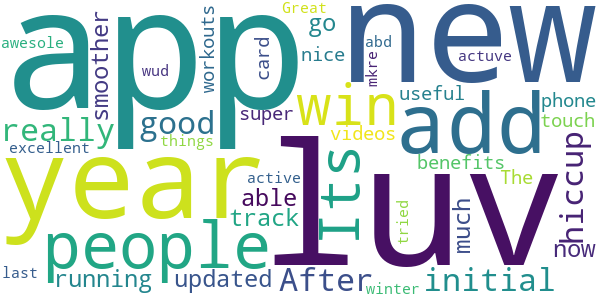 Great
awesole
app
wud
workouts
smoother
card
go
nice
abd
mkre
new
actuve
really
good
super
win
useful
add
phone
touch
excellent
things
videos
benefits
The
year
luv
Its
hiccup
active
able
track
tried
much
now
people
last
running
updated
After
winter
initial